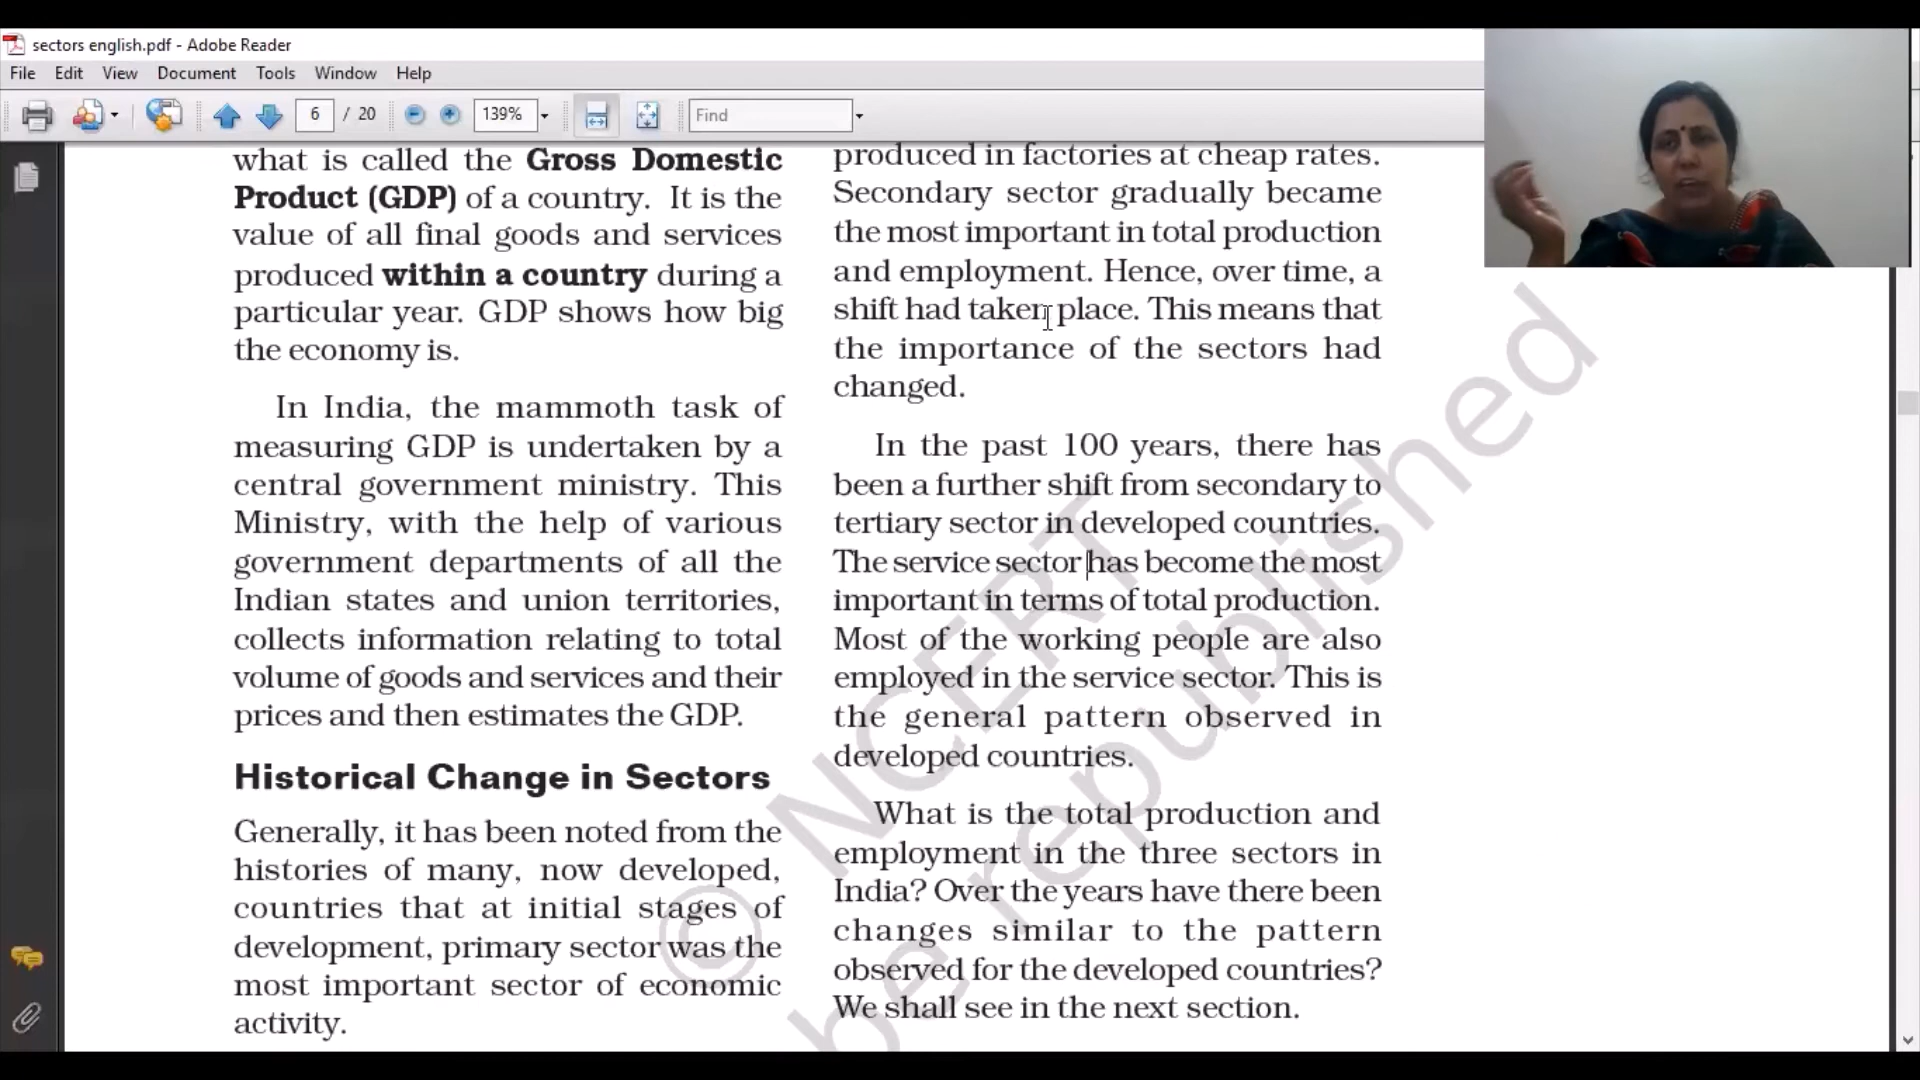 sectors english.pdf - Adobe Reader
File Edit View Document Tools Window Help
6 / 20 139% Find
what is called the Gross Domestic
Product (GDP) of a country. It is the
value of all final goods and services
produced within a country during a
particular year. GDP shows how big
the economy is.
In India, the mammoth task of
measuring GDP is undertaken by a
central government ministry. This
Ministry, with the help of various
government departments of all the
Indian states and union territories,
collects information relating to total
volume of goods and services and their
prices and then estimates the GDP.
Historical Change in Sectors
Generally, it has been noted from the
histories of many, now developed,
countries that at initial stages of
development, primary sector was the
most important sector of economic
activity.
produced in factories at cheap rates.
Secondary sector gradually became
the most important in total production
and employment. Hence, over time, a
shift had taken place. This means that
the importance of the sectors had
changed.
In the past 100 years, there has
been a further shift from secondary to
tertiary sector in developed countries.
The service sector has become the most
important in terms of total production.
Most of the working people are also
employed in the service sector. This is
the general pattern observed in
developed countries.
What is the total production and
employment in the three sectors in
India? Over the years have there been
changes similar to the pattern
observed for the developed countries?
We shall see in the next section.
© NCERT
be republished